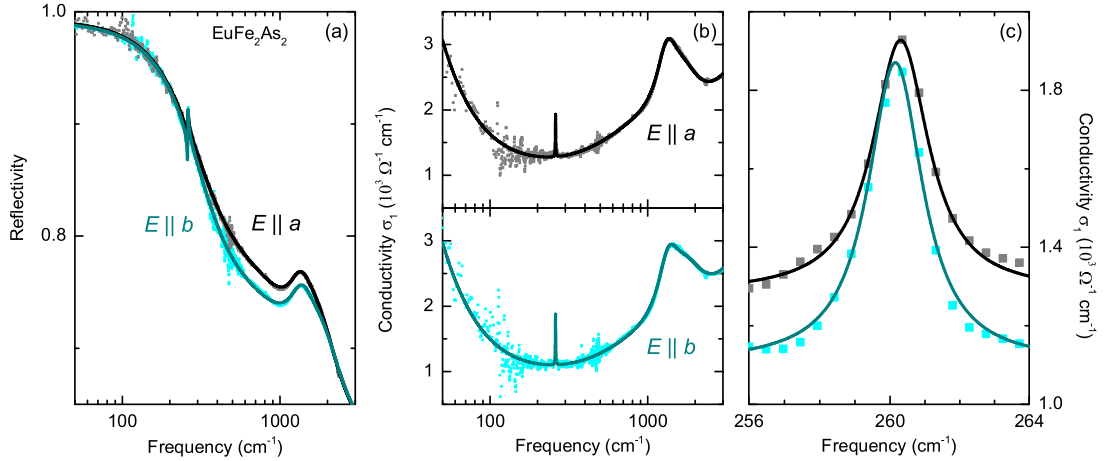 1.0
EuFe₂As₂
(a)
Reflectivity
0.8
E || b
E || a
100
1000
Frequency (cm⁻¹)
Conductivity σ₁ (10³ Ω⁻¹ cm⁻¹)
3
(b)
2
E || a
1
3
2
E || b
1
100
1000
Frequency (cm⁻¹)
(c)
1.8
1.4
1.0
Conductivity σ₁ (10³ Ω⁻¹ cm⁻¹)
256
260
264
Frequency (cm⁻¹)